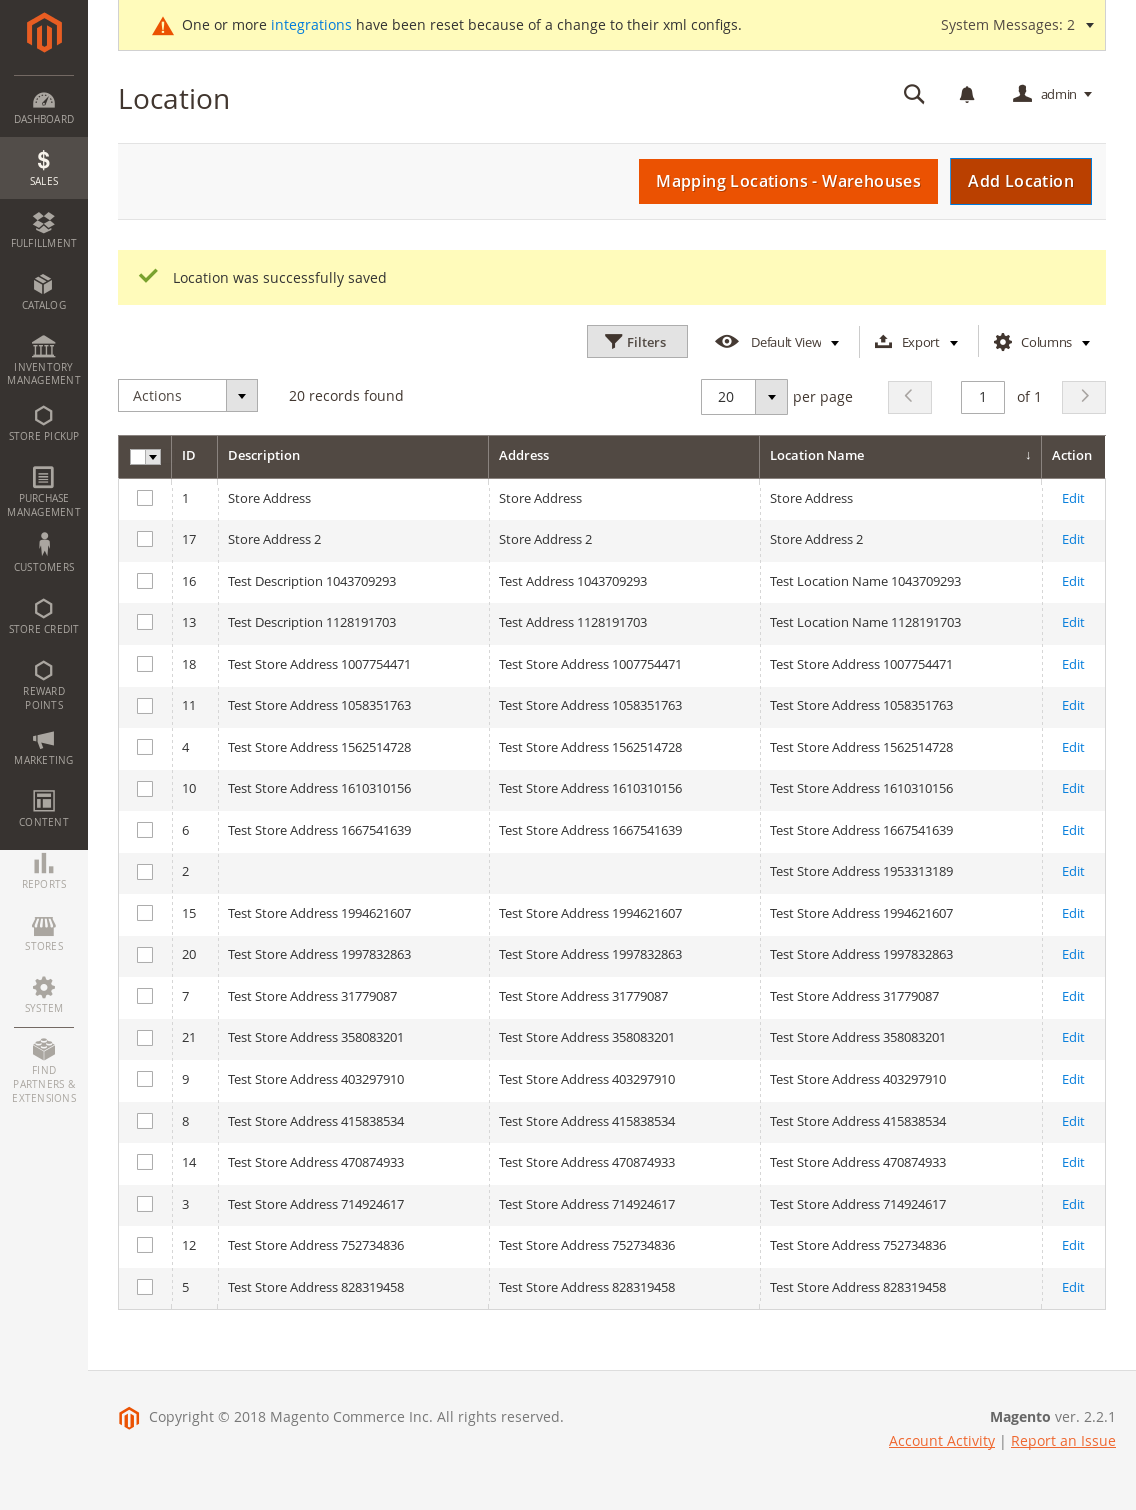 One or more integrations have been reset because of a change to their xml configs. System Messages: 2
Location
admin
DASHBOARD
SALES
FULFILLMENT
CATALOG
INVENTORY
MANAGEMENT
STORE PICKUP
PURCHASE
MANAGEMENT
CUSTOMERS
STORE CREDIT
REWARD
POINTS
MARKETING
CONTENT
REPORTS
STORES
SYSTEM
FIND
PARTNERS &
EXTENSIONS
Mapping Locations - Warehouses Add Location
Location was successfully saved
Filters Default View Export Columns
Actions 20 records found 20 per page 1 of 1
ID Description Address Location Name ↓ Action
1 Store Address Store Address Store Address Edit
17 Store Address 2 Store Address 2 Store Address 2 Edit
16 Test Description 1043709293 Test Address 1043709293 Test Location Name 1043709293 Edit
13 Test Description 1128191703 Test Address 1128191703 Test Location Name 1128191703 Edit
18 Test Store Address 1007754471 Test Store Address 1007754471 Test Store Address 1007754471 Edit
11 Test Store Address 1058351763 Test Store Address 1058351763 Test Store Address 1058351763 Edit
4 Test Store Address 1562514728 Test Store Address 1562514728 Test Store Address 1562514728 Edit
10 Test Store Address 1610310156 Test Store Address 1610310156 Test Store Address 1610310156 Edit
6 Test Store Address 1667541639 Test Store Address 1667541639 Test Store Address 1667541639 Edit
2 Test Store Address 1953313189 Edit
15 Test Store Address 1994621607 Test Store Address 1994621607 Test Store Address 1994621607 Edit
20 Test Store Address 1997832863 Test Store Address 1997832863 Test Store Address 1997832863 Edit
7 Test Store Address 31779087 Test Store Address 31779087 Test Store Address 31779087 Edit
21 Test Store Address 358083201 Test Store Address 358083201 Test Store Address 358083201 Edit
9 Test Store Address 403297910 Test Store Address 403297910 Test Store Address 403297910 Edit
8 Test Store Address 415838534 Test Store Address 415838534 Test Store Address 415838534 Edit
14 Test Store Address 470874933 Test Store Address 470874933 Test Store Address 470874933 Edit
3 Test Store Address 714924617 Test Store Address 714924617 Test Store Address 714924617 Edit
12 Test Store Address 752734836 Test Store Address 752734836 Test Store Address 752734836 Edit
5 Test Store Address 828319458 Test Store Address 828319458 Test Store Address 828319458 Edit
Copyright © 2018 Magento Commerce Inc. All rights reserved. Magento ver. 2.2.1
Account Activity | Report an Issue